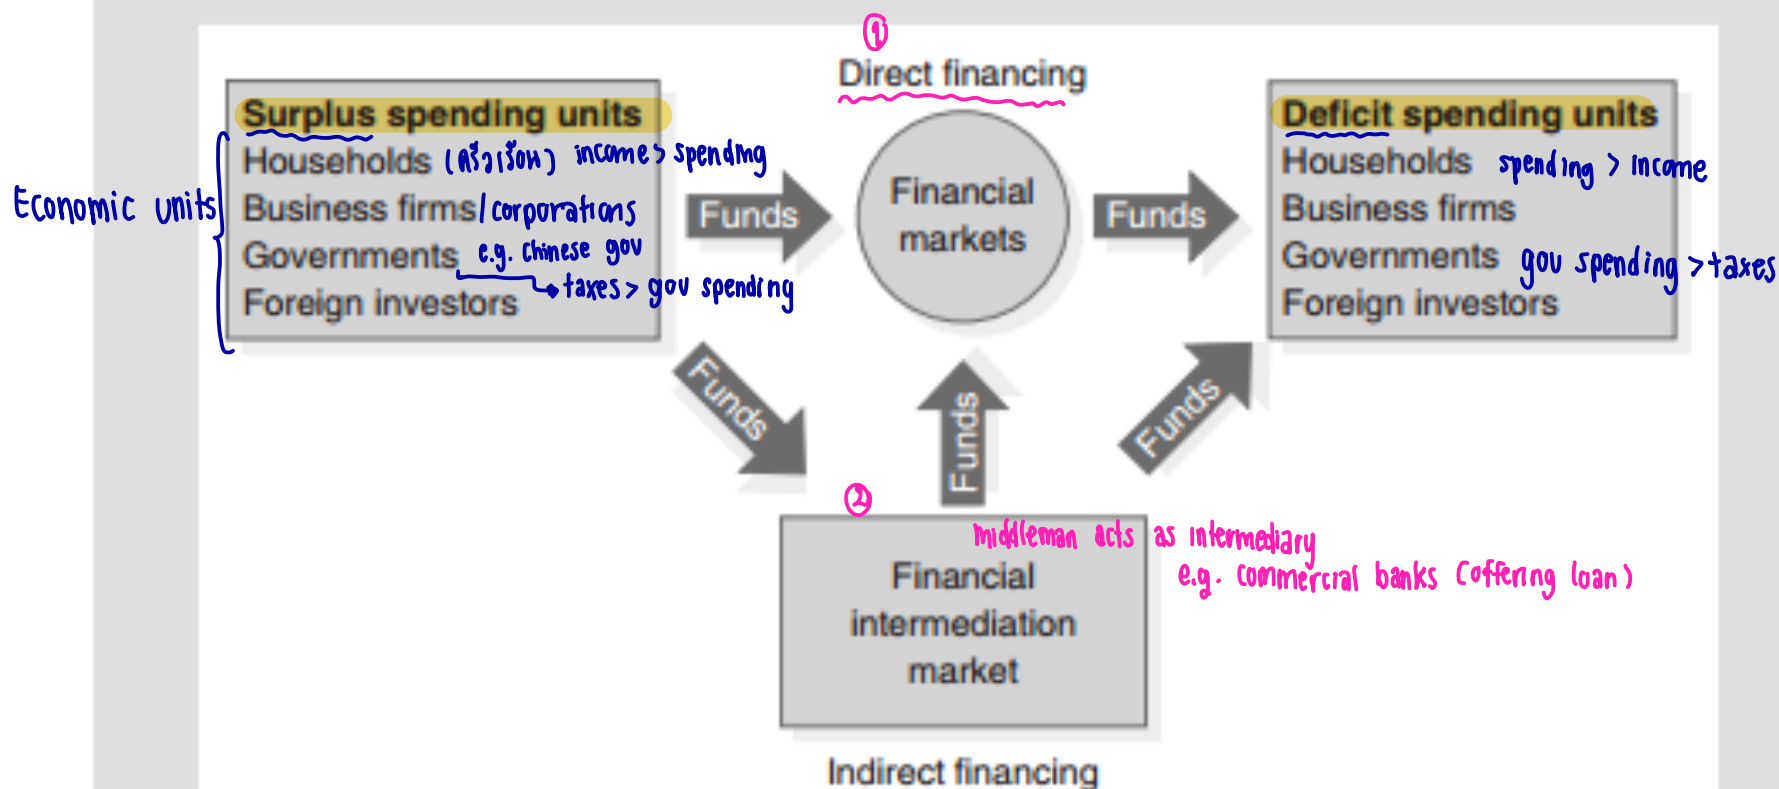 ①
Direct financing
Surplus spending units
Households (ครัวเรือน) income > spending
Business firms/corporations
Governments e.g. Chinese gov
→ taxes > gov spending
Foreign investors
Economic units
Funds
Financial
markets
Funds
Deficit spending units
Households spending > income
Business firms
Governments gov spending > taxes
Foreign investors
Funds
Funds
Funds
②
middleman acts as intermediary
e.g. commercial banks (offering loan)
Financial
intermediation
market
Indirect financing